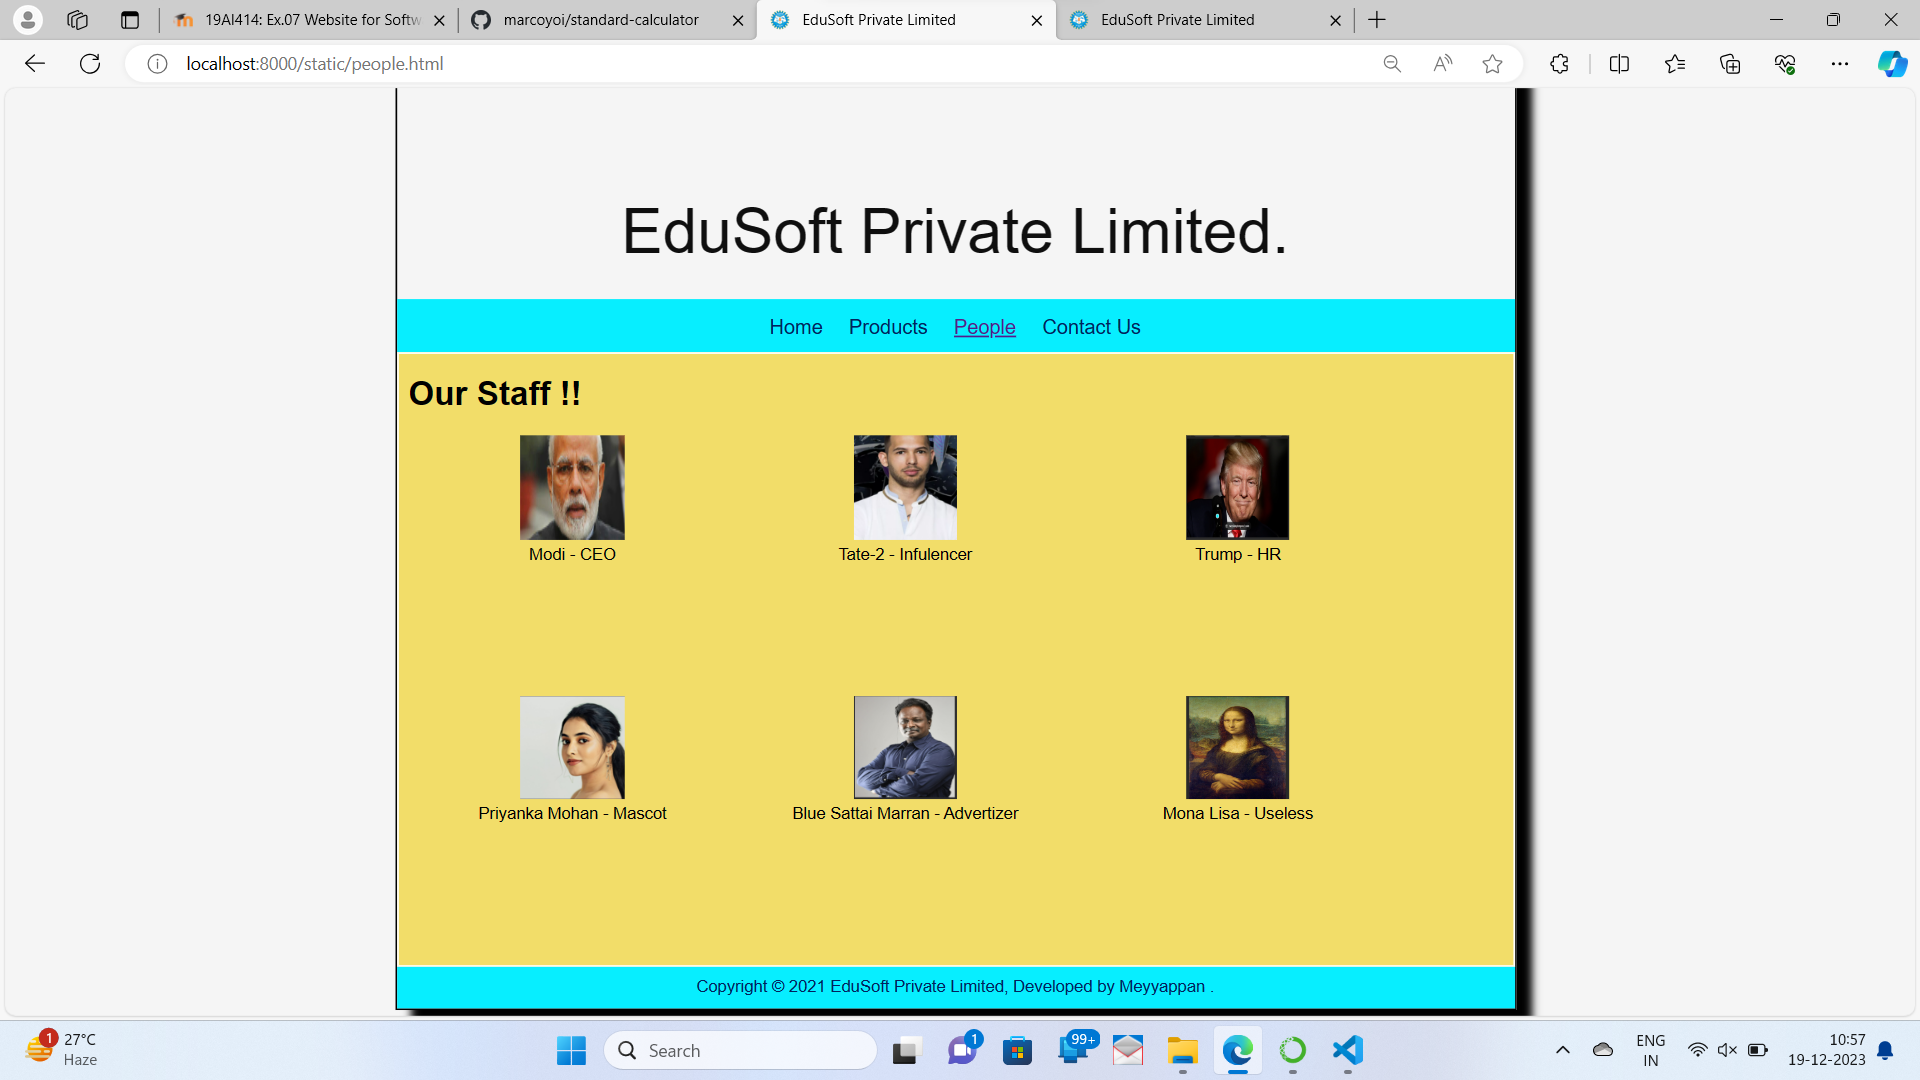 19AI414: Ex.07 Website for Softw
marcoyoi/standard-calculator
EduSoft Private Limited
EduSoft Private Limited
localhost:8000/static/people.html
EduSoft Private Limited.
Home Products People Contact Us
Our Staff !!
Modi - CEO
Tate-2 - Infulencer
Trump - HR
Priyanka Mohan - Mascot
Blue Sattai Marran - Advertizer
Mona Lisa - Useless
Copyright © 2021 EduSoft Private Limited, Developed by Meyyappan .
1
27°C
Haze
Search
1
99+
ENG
IN
10:57
19-12-2023